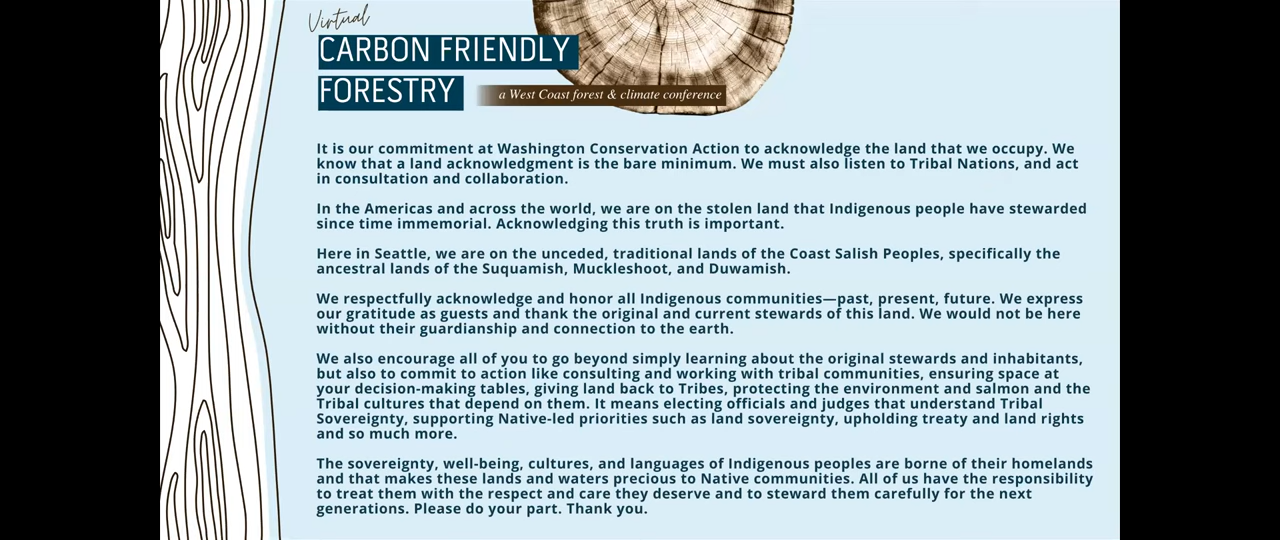 Virtual
CARBON FRIENDLY
FORESTRY
a West Coast forest & climate conference
It is our commitment at Washington Conservation Action to acknowledge the land that we occupy. We
know that a land acknowledgment is the bare minimum. We must also listen to Tribal Nations, and act
in consultation and collaboration.
In the Americas and across the world, we are on the stolen land that Indigenous people have stewarded
since time immemorial. Acknowledging this truth is important.
Here in Seattle, we are on the unceded, traditional lands of the Coast Salish Peoples, specifically the
ancestral lands of the Suquamish, Muckleshoot, and Duwamish.
We respectfully acknowledge and honor all Indigenous communities—past, present, future. We express
our gratitude as guests and thank the original and current stewards of this land. We would not be here
without their guardianship and connection to the earth.
We also encourage all of you to go beyond simply learning about the original stewards and inhabitants,
but also to commit to action like consulting and working with tribal communities, ensuring space at
your decision-making tables, giving land back to Tribes, protecting the environment and salmon and the
Tribal cultures that depend on them. It means electing officials and judges that understand Tribal
Sovereignty, supporting Native-led priorities such as land sovereignty, upholding treaty and land rights
and so much more.
The sovereignty, well-being, cultures, and languages of Indigenous peoples are borne of their homelands
and that makes these lands and waters precious to Native communities. All of us have the responsibility
to treat them with the respect and care they deserve and to steward them carefully for the next
generations. Please do your part. Thank you.